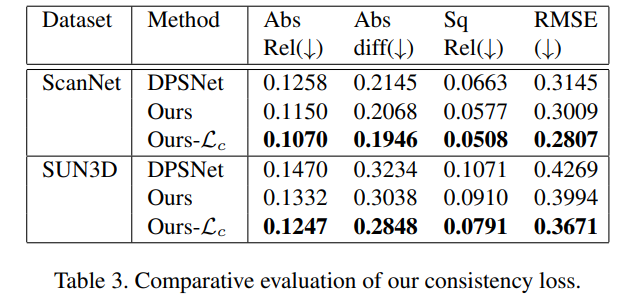 Dataset Method Abs Abs Sq RMSE
Rel(↓) diff(↓) Rel(↓) (↓)
ScanNet DPSNet 0.1258 0.2145 0.0663 0.3145
Ours 0.1150 0.2068 0.0577 0.3009
Ours-ℒc 0.1070 0.1946 0.0508 0.2807
SUN3D DPSNet 0.1470 0.3234 0.1071 0.4269
Ours 0.1332 0.3038 0.0910 0.3994
Ours-ℒc 0.1247 0.2848 0.0791 0.3671
Table 3. Comparative evaluation of our consistency loss.